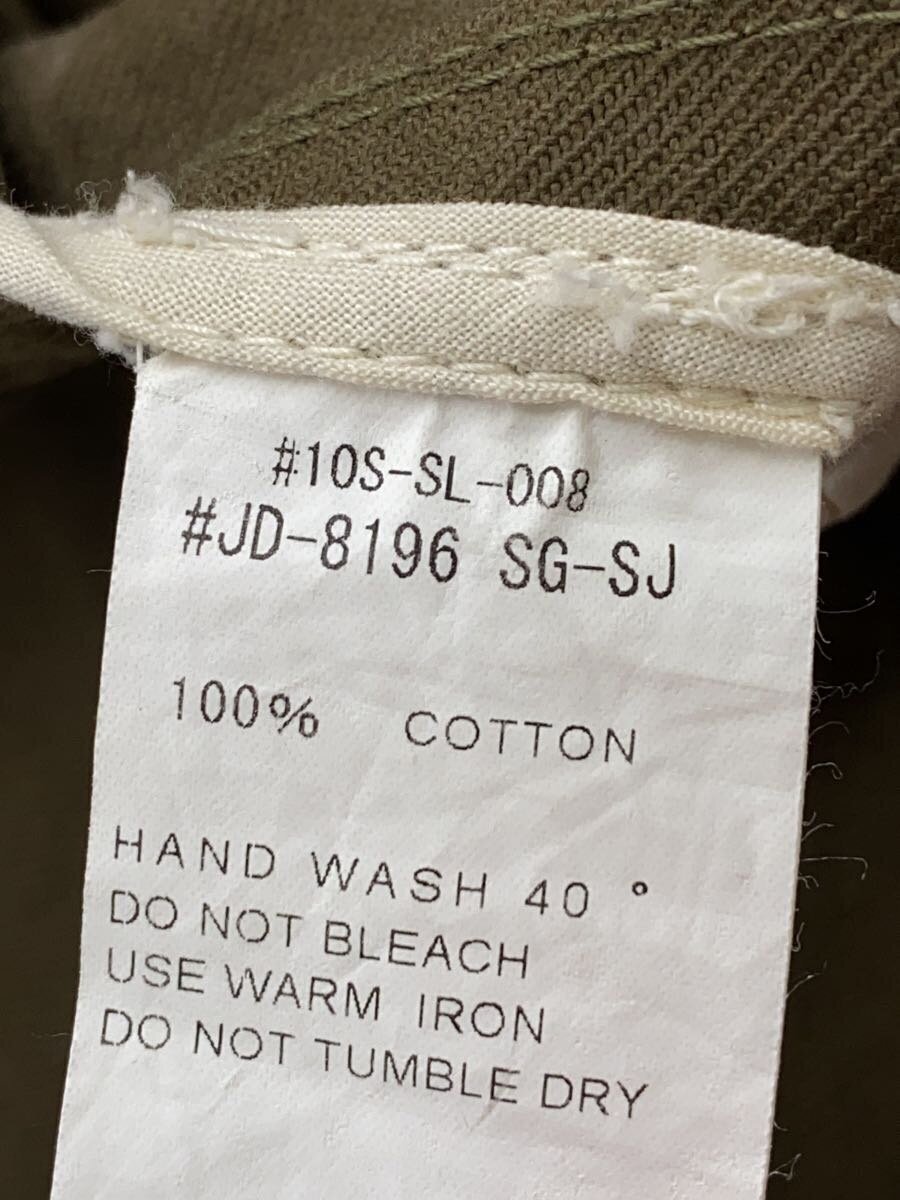 #10S-SL-008
#JD-8196 SG-SJ
100% COTTON
HAND WASH 40 °
DO NOT BLEACH
USE WARM IRON
DO NOT TUMBLE DRY